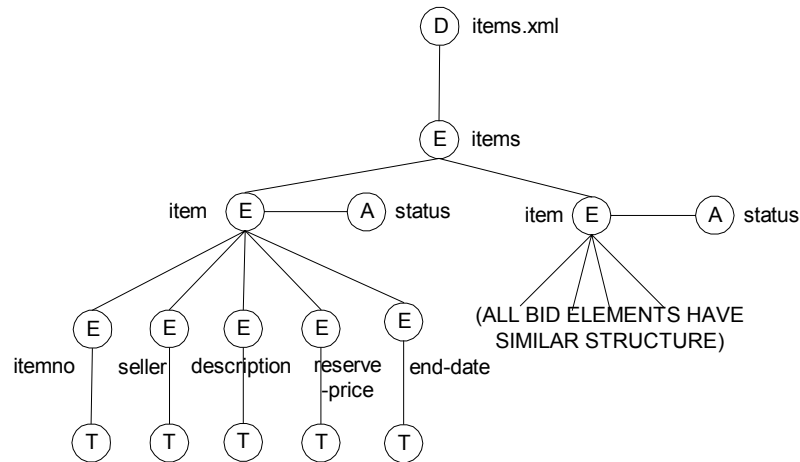 D items.xml
E items
item E A status item E A status
E E E E E
(ALL BID ELEMENTS HAVE
SIMILAR STRUCTURE)
itemno seller description reserve end-date
-price
T T T T T